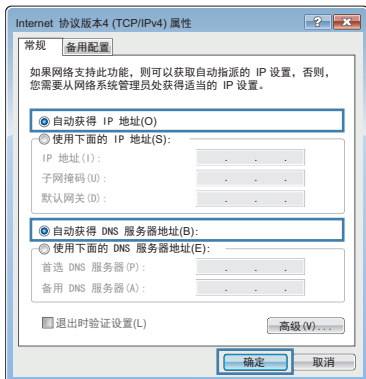 Internet 协议版本4 (TCP/IPv4) 属性
常规 备用配置
如果网络支持此功能，则可以获取自动指派的 IP 设置，否则，
您需要从网络系统管理员处获得适当的 IP 设置。
自动获得 IP 地址(O)
使用下面的 IP 地址(S):
IP 地址(I):
子网掩码(U):
默认网关(D):
自动获得 DNS 服务器地址(B):
使用下面的 DNS 服务器地址(E):
首选 DNS 服务器(P):
备用 DNS 服务器(A):
退出时验证设置(L)
高级(V)...
确定 取消